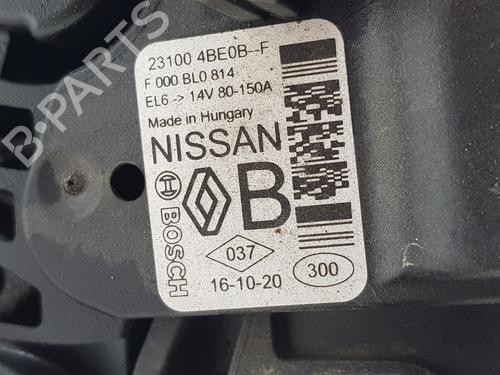 23100 4BE0B--F
F 000 BL0 814
EL6 -> 14V 80-150A
Made in Hungary
NISSAN
BOSCH
B
037
16-10-20
300
B-PARTS